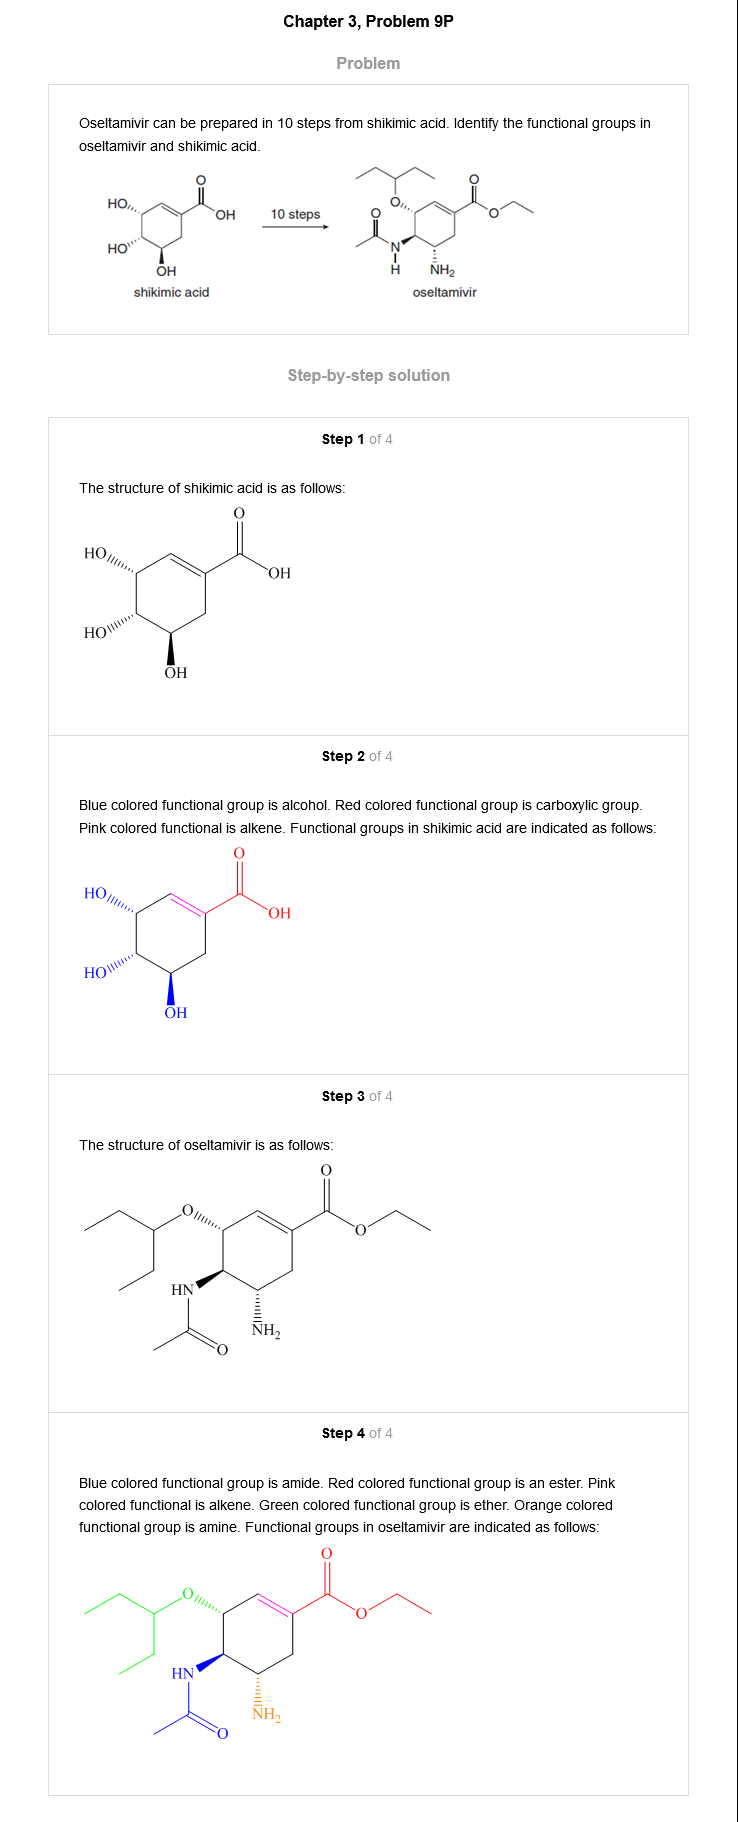 Chapter 3, Problem 9P
Problem
Oseltamivir can be prepared in 10 steps from shikimic acid. Identify the functional groups in
oseltamivir and shikimic acid.
O
HO
OH
HO
OH
shikimic acid
10 steps
O
O
O
O
N
H
NH2
oseltamivir
Step-by-step solution
Step 1 of 4
The structure of shikimic acid is as follows:
O
HO
OH
HO
OH
Step 2 of 4
Blue colored functional group is alcohol. Red colored functional group is carboxylic group.
Pink colored functional is alkene. Functional groups in shikimic acid are indicated as follows:
O
HO
OH
HO
OH
Step 3 of 4
The structure of oseltamivir is as follows:
O
O
O
HN
NH2
O
Step 4 of 4
Blue colored functional group is amide. Red colored functional group is an ester. Pink
colored functional is alkene. Green colored functional group is ether. Orange colored
functional group is amine. Functional groups in oseltamivir are indicated as follows:
O
O
O
HN
NH2
O